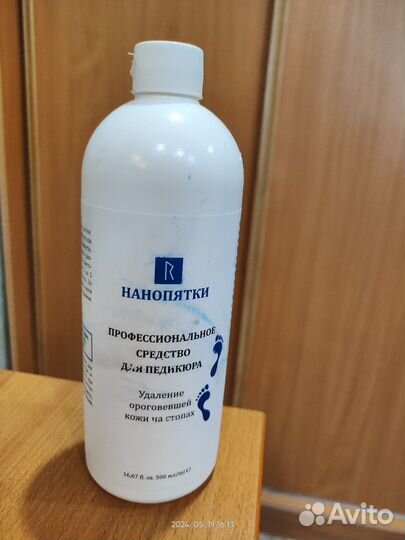 R
НАНОПЯТКИ
ПРОФЕССИОНАЛЬНОЕ
СРЕДСТВО
ДЛЯ ПЕДИКЮРА
Удаление
ороговевшей
кожи на стопах
16.67 fl. oz. 500 мл/ml ℮
2024.05.19 16:13
Avito